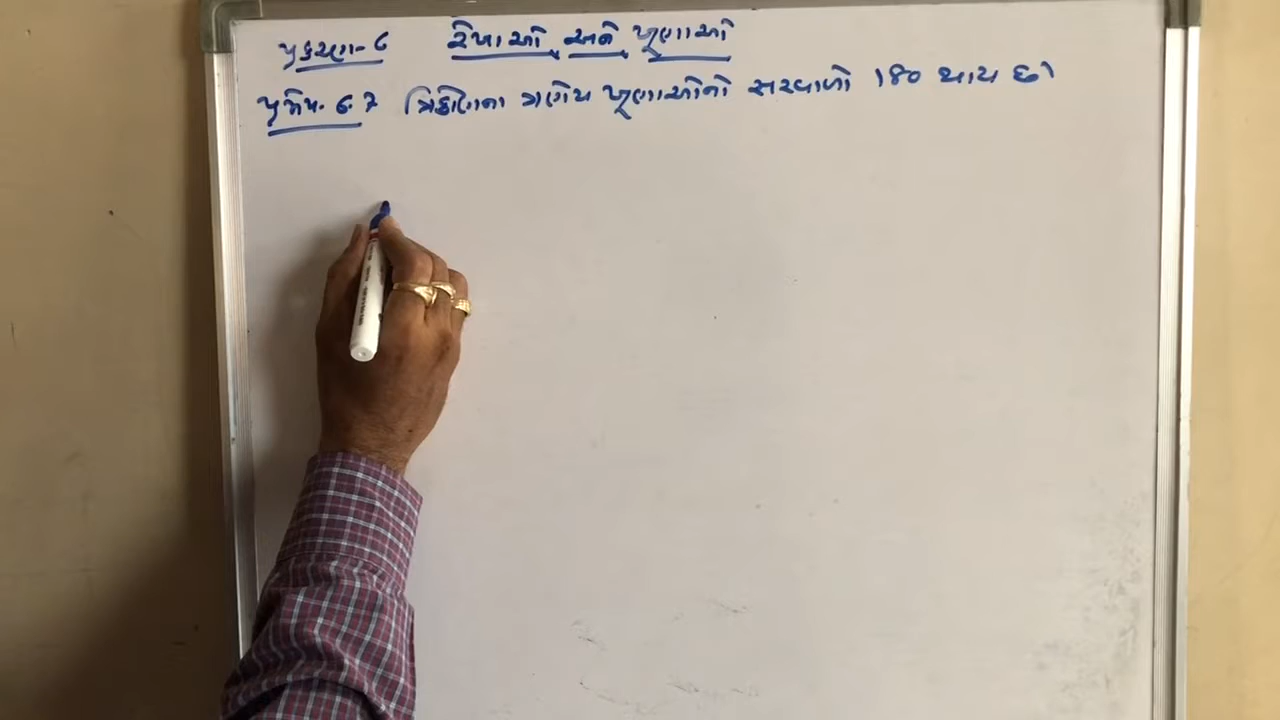 પ્રકરણ- 6 રેખાઓ અને ખૂણાઓ
પ્રમેય. 6.7 ત્રિકોણના ત્રણેય ખૂણાઓનો સરવાળો 180 થાય છે